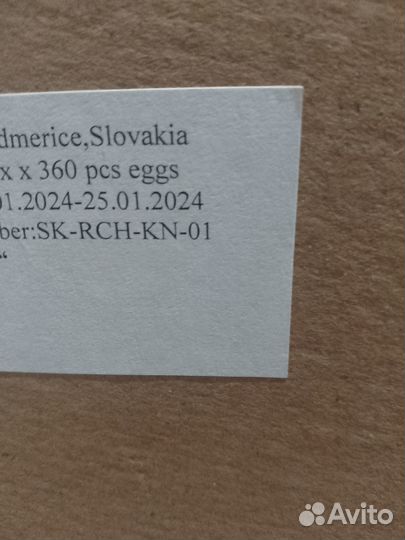 dmerice,Slovakia
x x 360 pcs eggs
01.2024-25.01.2024
ber:SK-RCH-KN-01
“
Avito